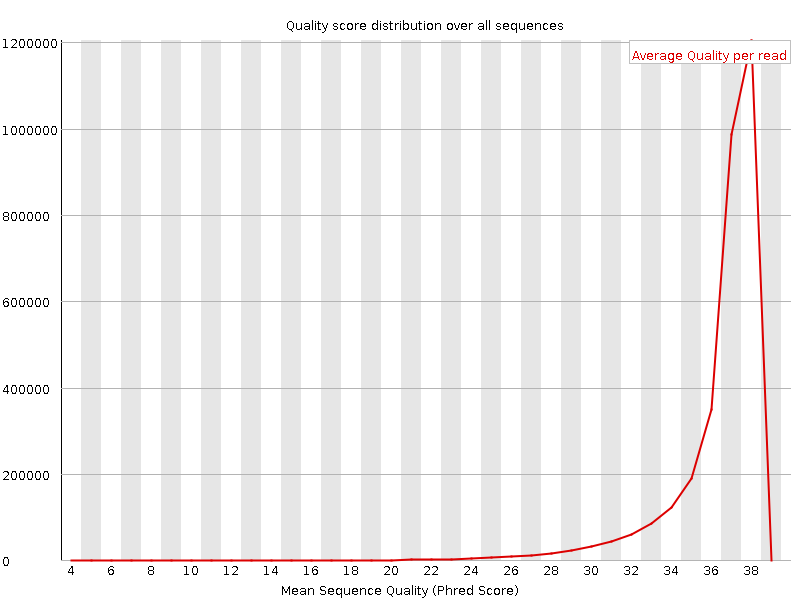 Quality score distribution over all sequences
1200000
Average Quality per read
1000000
800000
600000
400000
200000
0
4 6 8 10 12 14 16 18 20 22 24 26 28 30 32 34 36 38
Mean Sequence Quality (Phred Score)